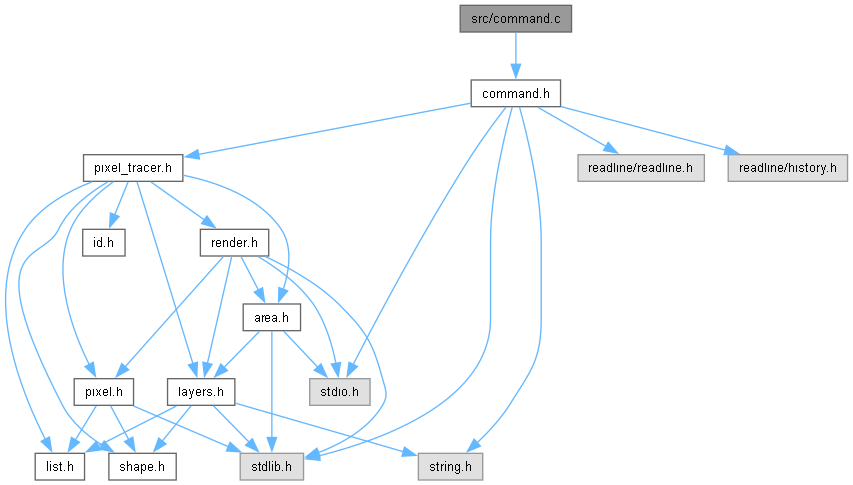 src/command.c
command.h
pixel_tracer.h
readline/readline.h
readline/history.h
id.h
render.h
area.h
pixel.h
layers.h
stdio.h
list.h
shape.h
stdlib.h
string.h